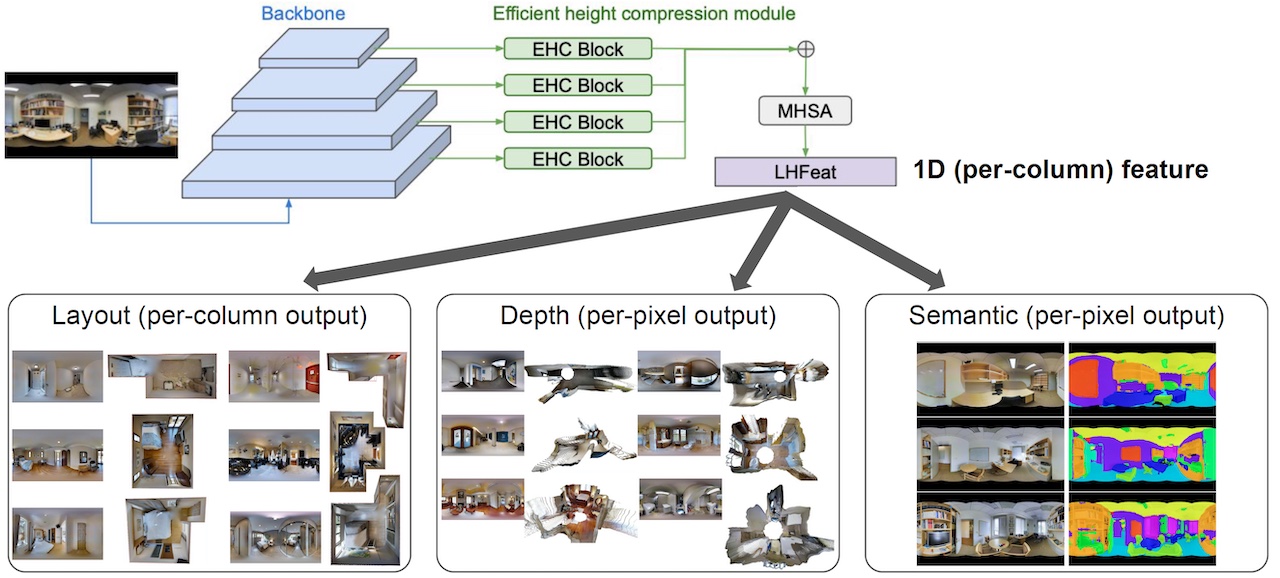 Backbone
Efficient height compression module
EHC Block
EHC Block
EHC Block
EHC Block
MHSA
LHFeat
1D (per-column) feature
Layout (per-column output)
Depth (per-pixel output)
Semantic (per-pixel output)